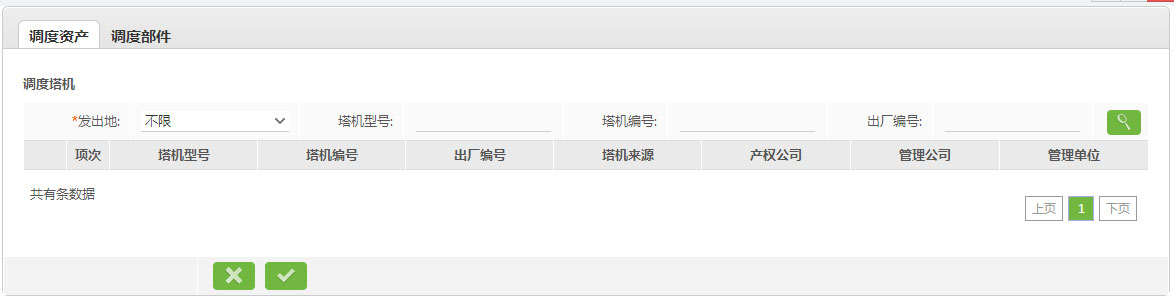 调度资产 调度部件
调度塔机
*发出地: 不限 塔机型号: 塔机编号: 出厂编号:
项次 塔机型号 塔机编号 出厂编号 塔机来源 产权公司 管理公司 管理单位
共有条数据
上页 1 下页